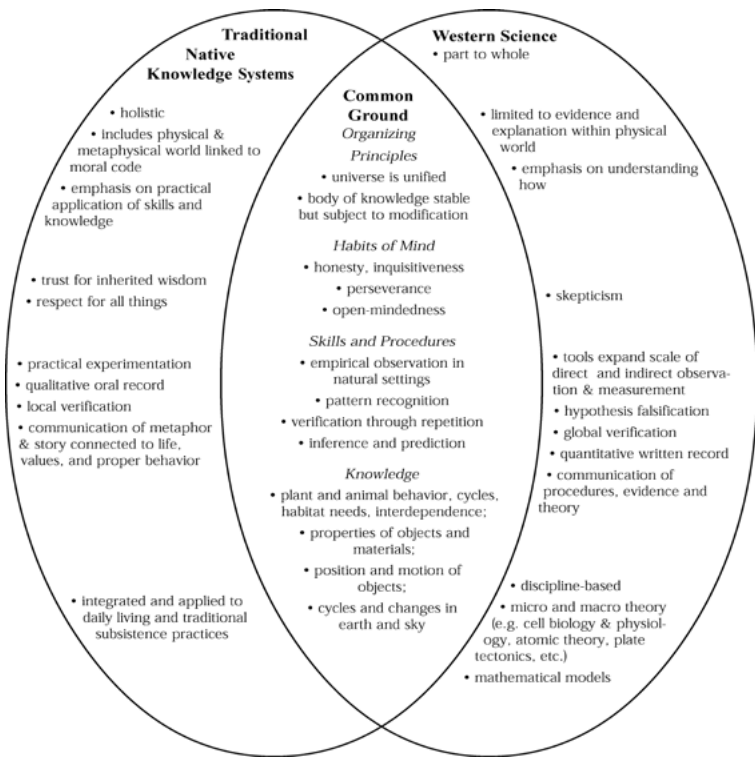 Traditional
Native
Knowledge Systems
• holistic
• includes physical &
metaphysical world linked to
moral code
• emphasis on practical
application of skills and
knowledge
• trust for inherited wisdom
• respect for all things
• practical experimentation
• qualitative oral record
• local verification
• communication of metaphor
& story connected to life,
values, and proper behavior
• integrated and applied to
daily living and traditional
subsistence practices
Common
Ground
Organizing
Principles
• universe is unified
• body of knowledge stable
but subject to modification
Habits of Mind
• honesty, inquisitiveness
• perseverance
• open-mindedness
Skills and Procedures
• empirical observation in
natural settings
• pattern recognition
• verification through repetition
• inference and prediction
Knowledge
• plant and animal behavior, cycles,
habitat needs, interdependence;
• properties of objects and
materials;
• position and motion of
objects;
• cycles and changes in
earth and sky
Western Science
• part to whole
• limited to evidence and
explanation within physical
world
• emphasis on understanding
how
• skepticism
• tools expand scale of
direct and indirect observa-
tion & measurement
• hypothesis falsification
• global verification
• quantitative written record
• communication of
procedures, evidence and
theory
• discipline-based
• micro and macro theory
(e.g. cell biology & physiol-
ogy, atomic theory, plate
tectonics, etc.)
• mathematical models